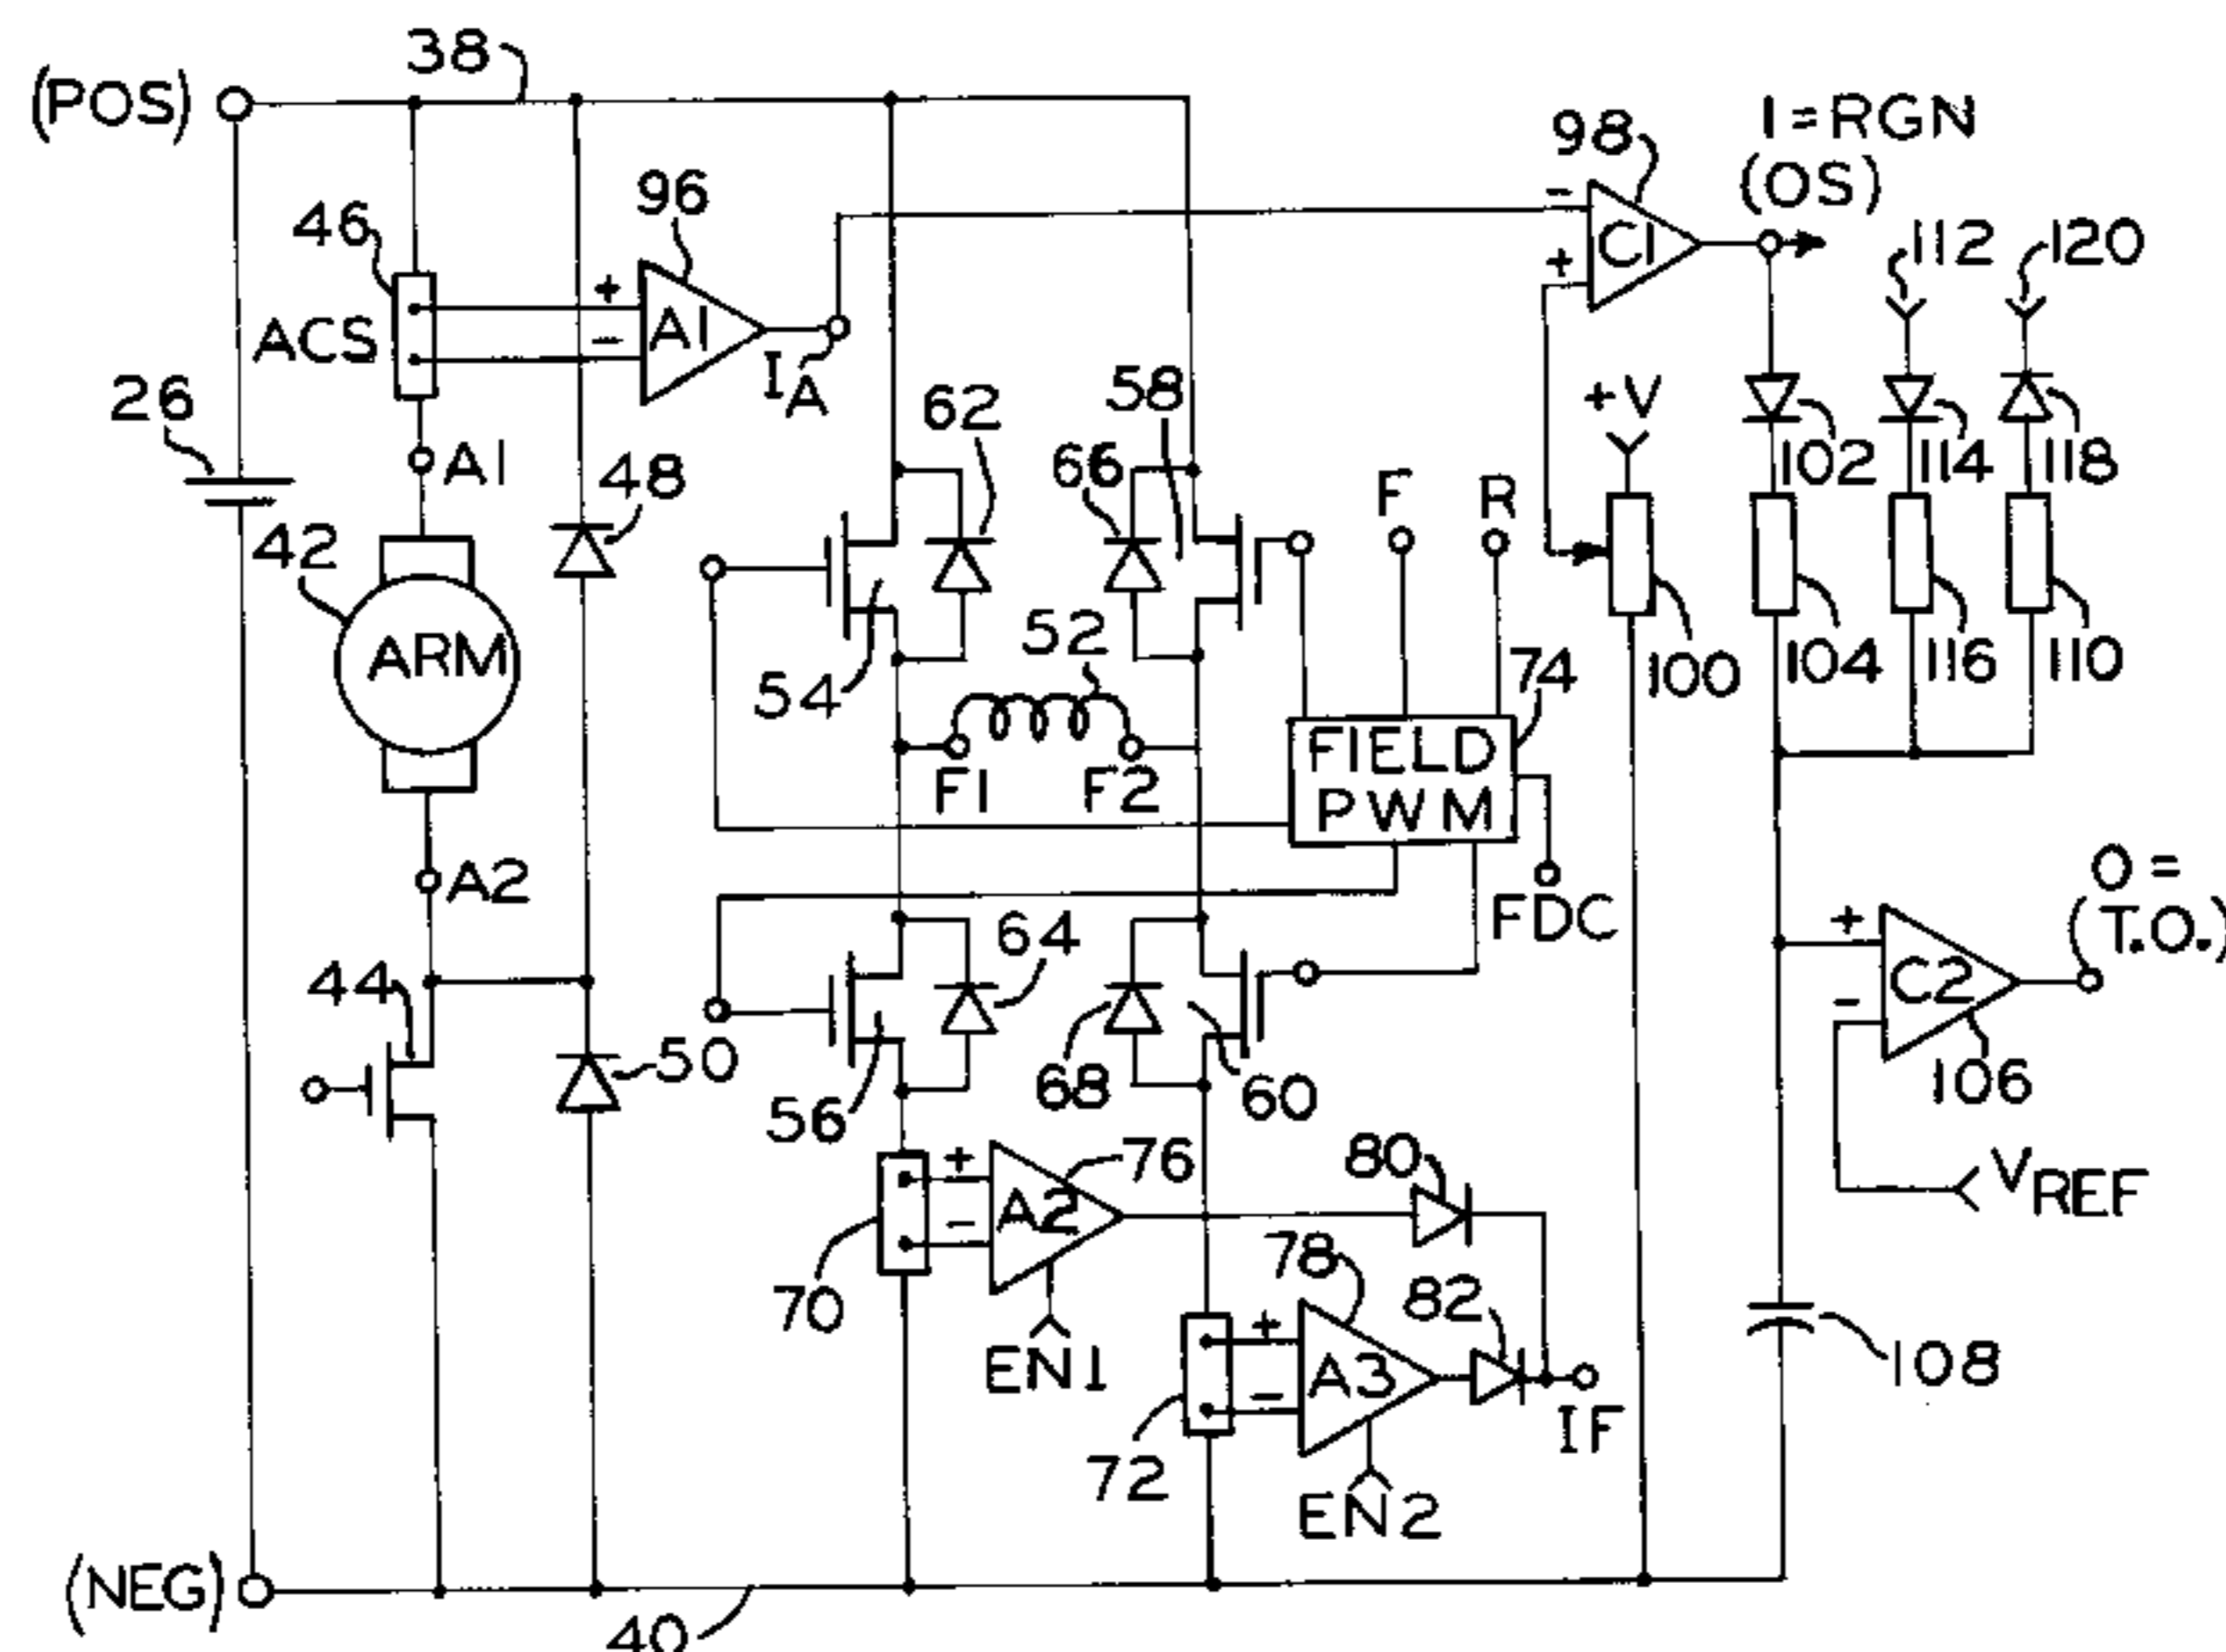 38
(POS)
98
1=RGN
(OS)
96
46
+
-
A1
ACS
I_A
-
+
C1
112
120
26
62
58
+V
A1
48
66
F
R
102
114
118
42
ARM
54
52
74
100
104
116
110
F1
F2
FIELD
PWM
A2
FDC
0=
(T.O.)
44
64
+
-
C2
50
56
68
60
106
+
-
A2
76
80
V_REF
70
78
82
EN1
+
-
A3
108
72
IF
EN2
(NEG)
40